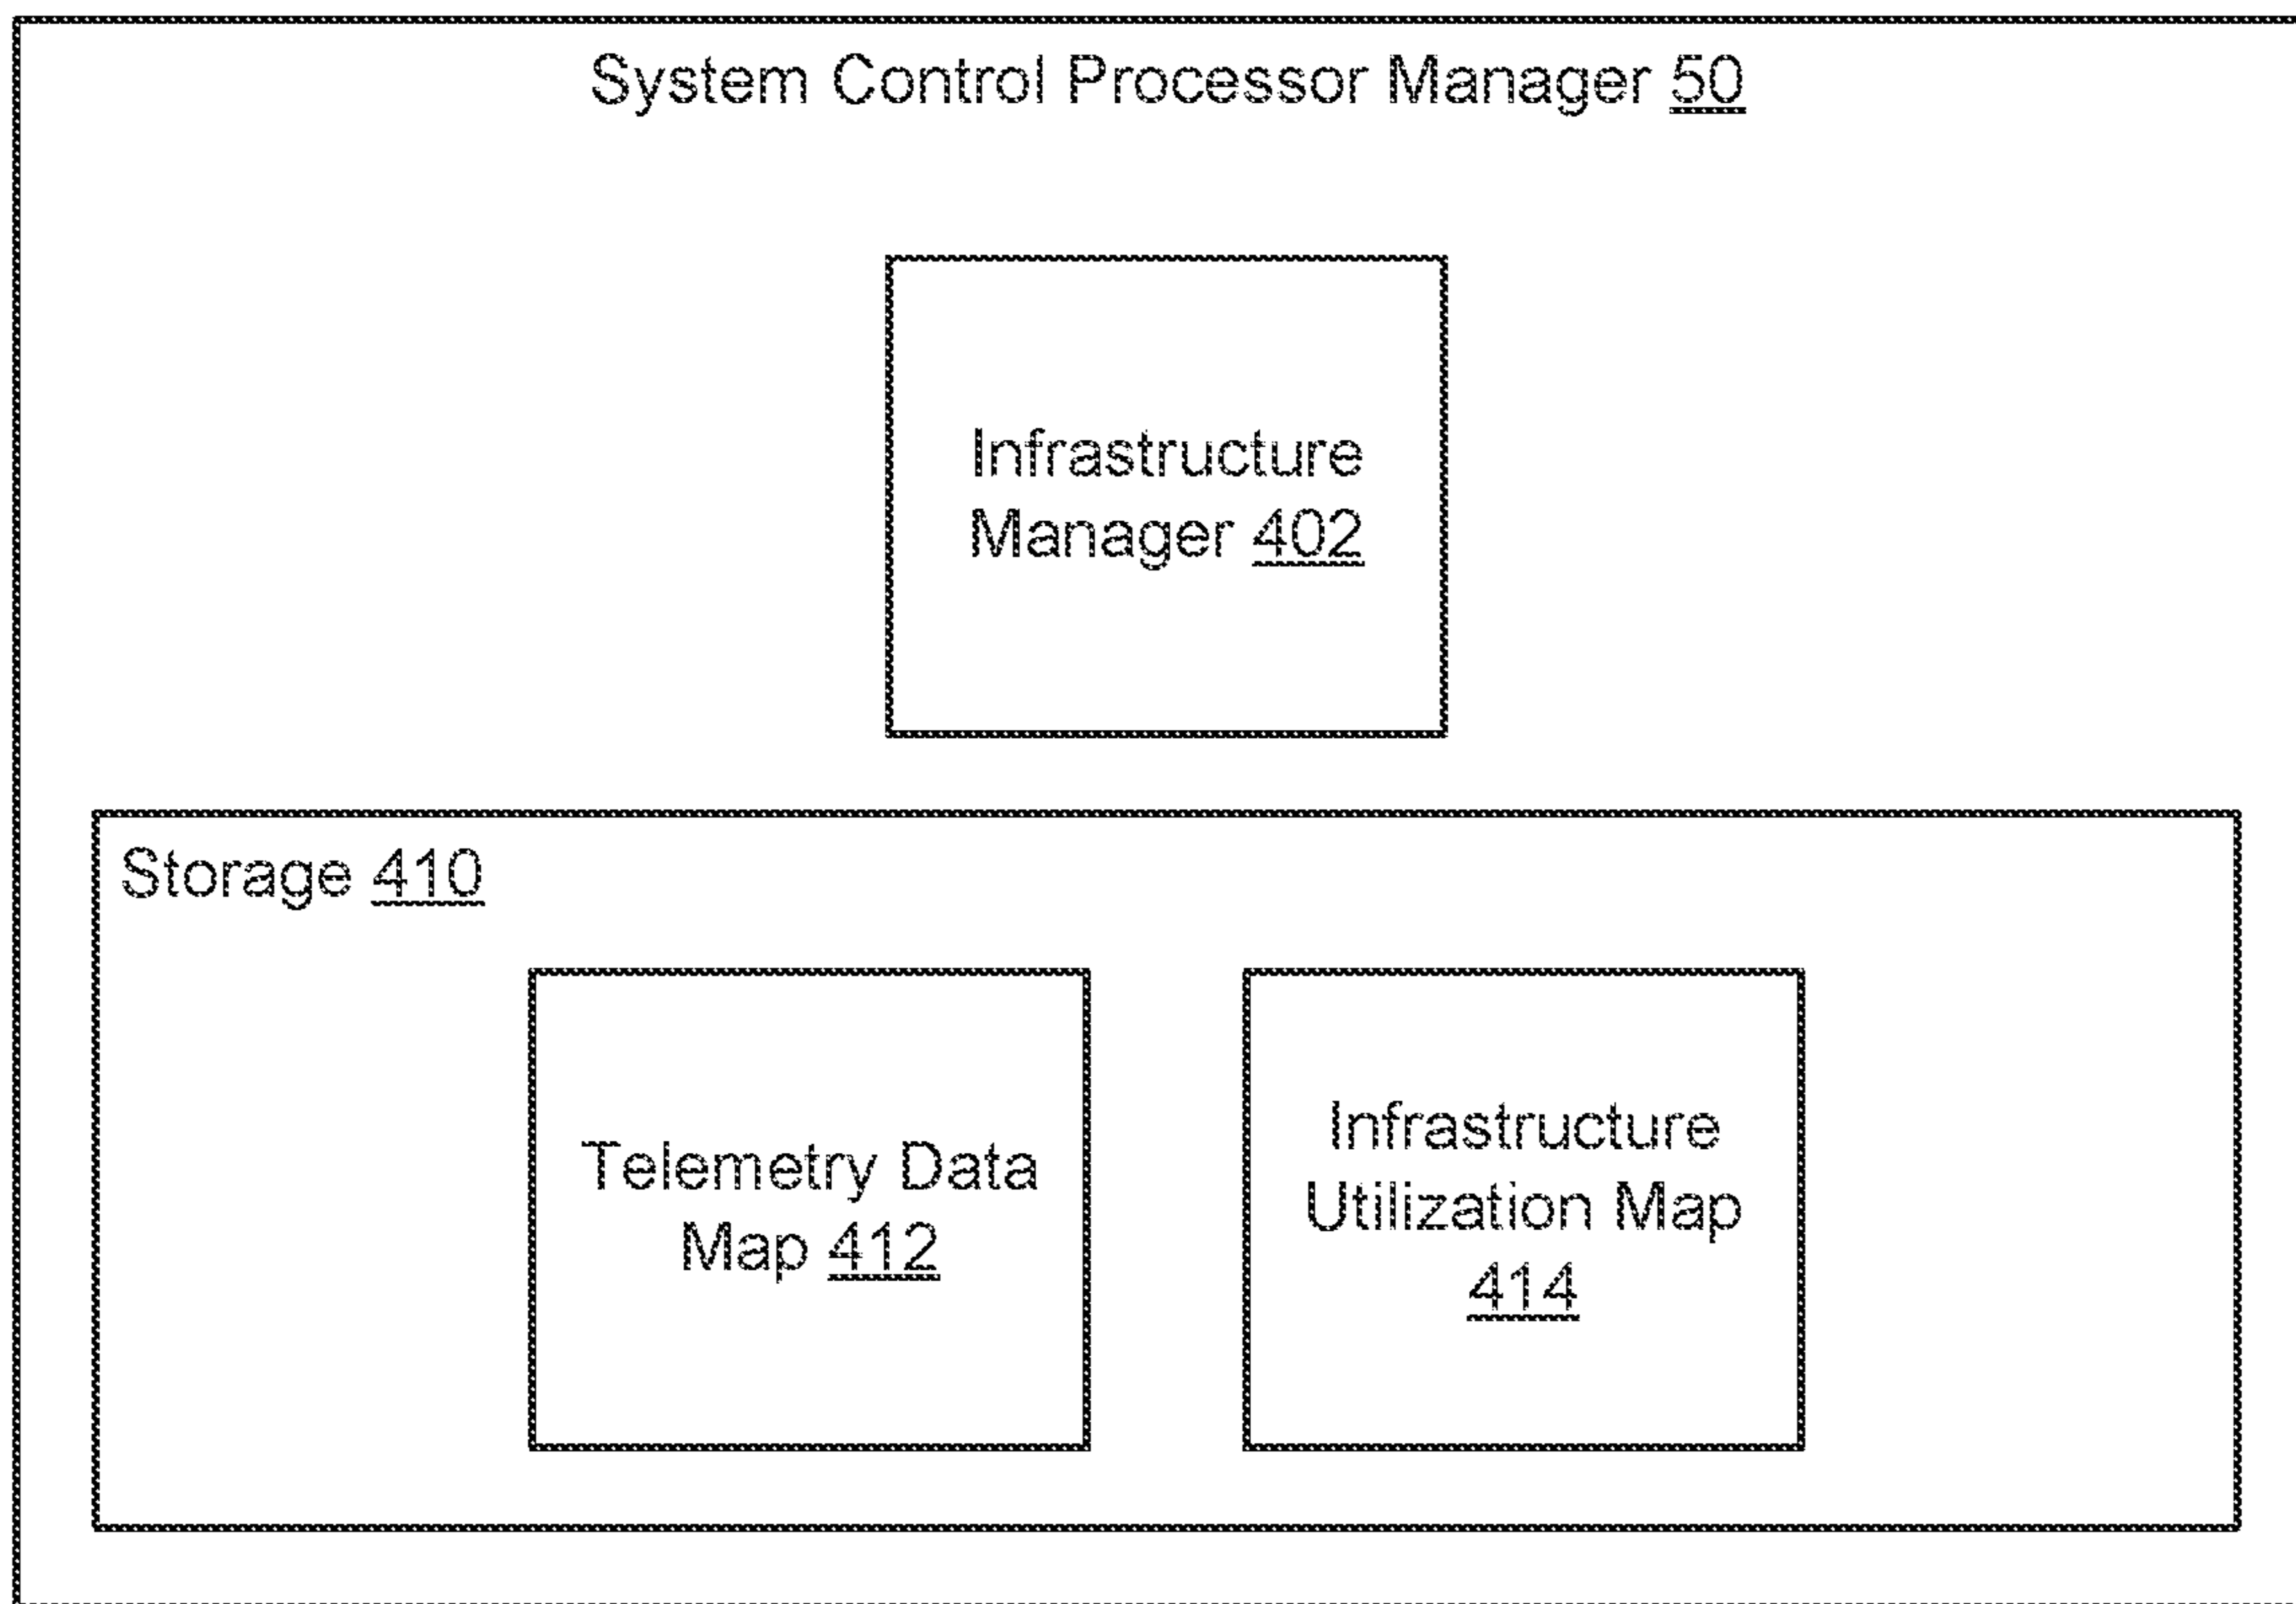 System Control Processor Manager 50
Infrastructure
Manager 402
Storage 410
Telemetry Data
Map 412
Infrastructure
Utilization Map
414